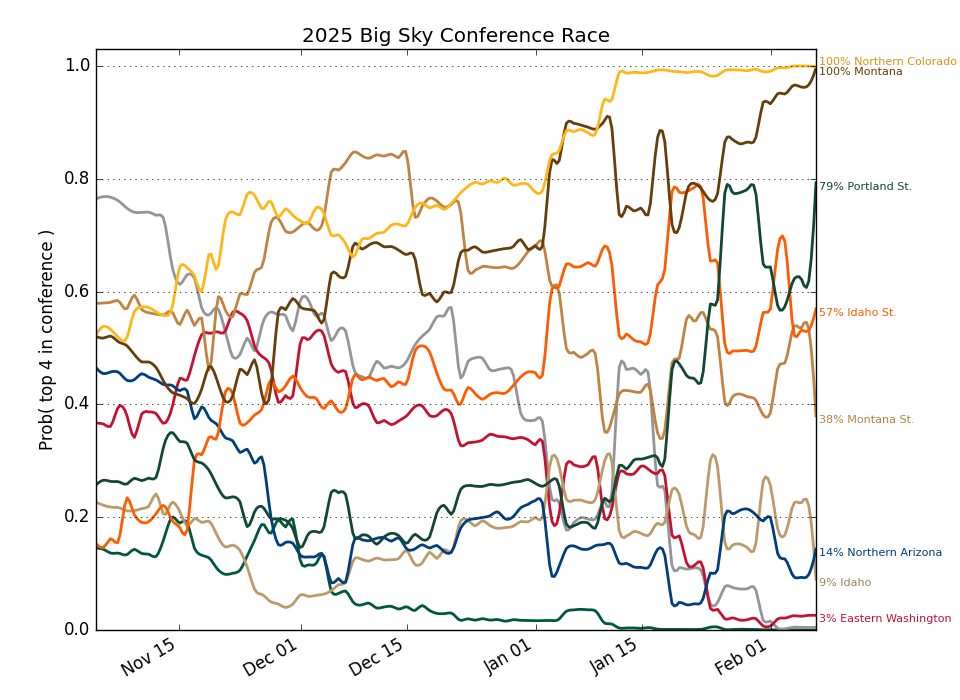 2025 Big Sky Conference Race
Prob( top 4 in conference )
1.0
0.8
0.6
0.4
0.2
0.0
Nov 15
Dec 01
Dec 15
Jan 01
Jan 15
Feb 01
100% Northern Colorado
100% Montana
79% Portland St.
57% Idaho St.
38% Montana St.
14% Northern Arizona
9% Idaho
3% Eastern Washington